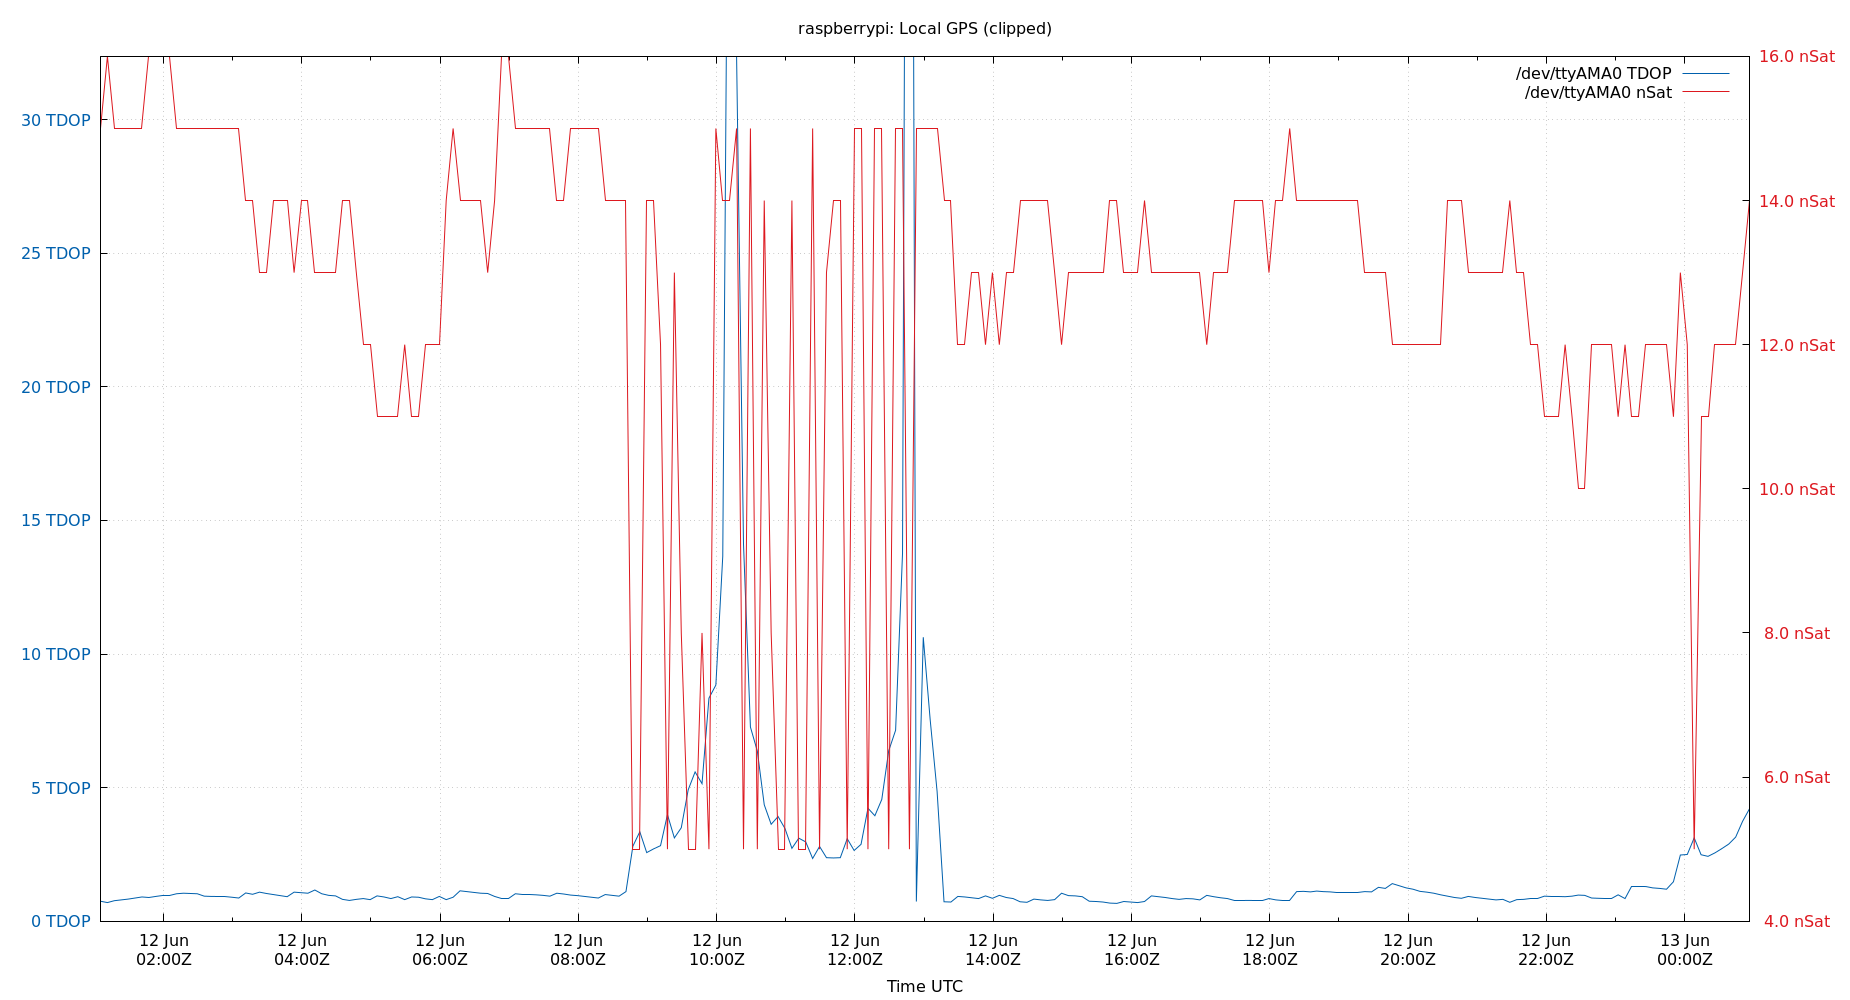 raspberrypi: Local GPS (clipped)
/dev/ttyAMA0 TDOP
/dev/ttyAMA0 nSat
30 TDOP
25 TDOP
20 TDOP
15 TDOP
10 TDOP
5 TDOP
0 TDOP
16.0 nSat
14.0 nSat
12.0 nSat
10.0 nSat
8.0 nSat
6.0 nSat
4.0 nSat
12 Jun
02:00Z
12 Jun
04:00Z
12 Jun
06:00Z
12 Jun
08:00Z
12 Jun
10:00Z
12 Jun
12:00Z
12 Jun
14:00Z
12 Jun
16:00Z
12 Jun
18:00Z
12 Jun
20:00Z
12 Jun
22:00Z
13 Jun
00:00Z
Time UTC